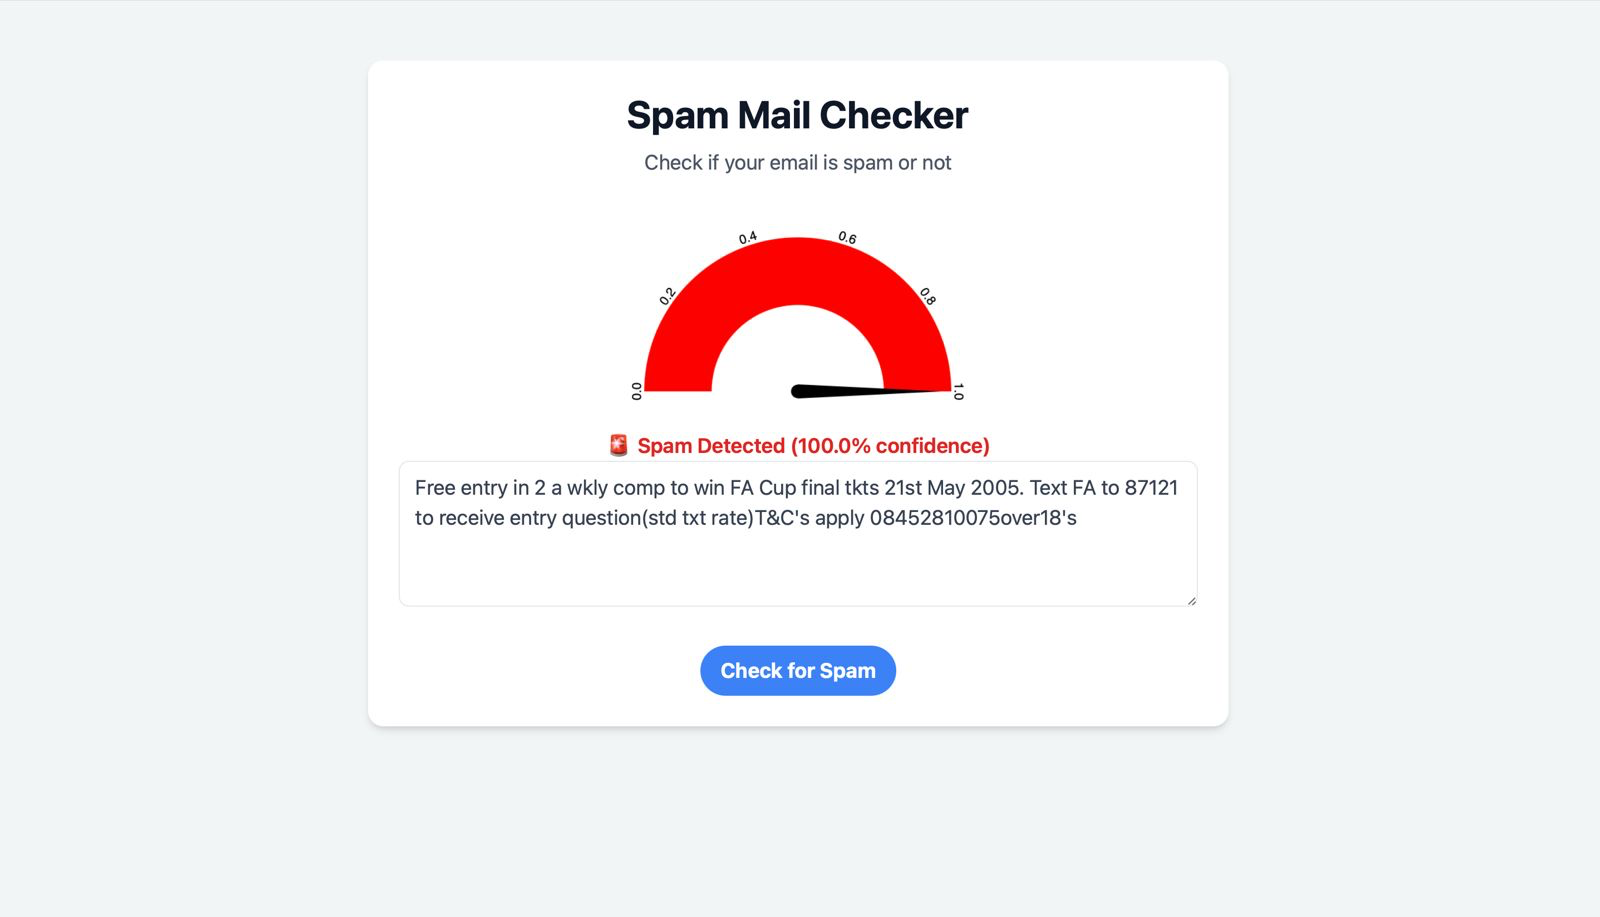 Spam Mail Checker
Check if your email is spam or not
0.0
0.2
0.4
0.6
0.8
1.0
🚨 Spam Detected (100.0% confidence)
Free entry in 2 a wkly comp to win FA Cup final tkts 21st May 2005. Text FA to 87121
to receive entry question(std txt rate)T&C's apply 08452810075over18's
Check for Spam